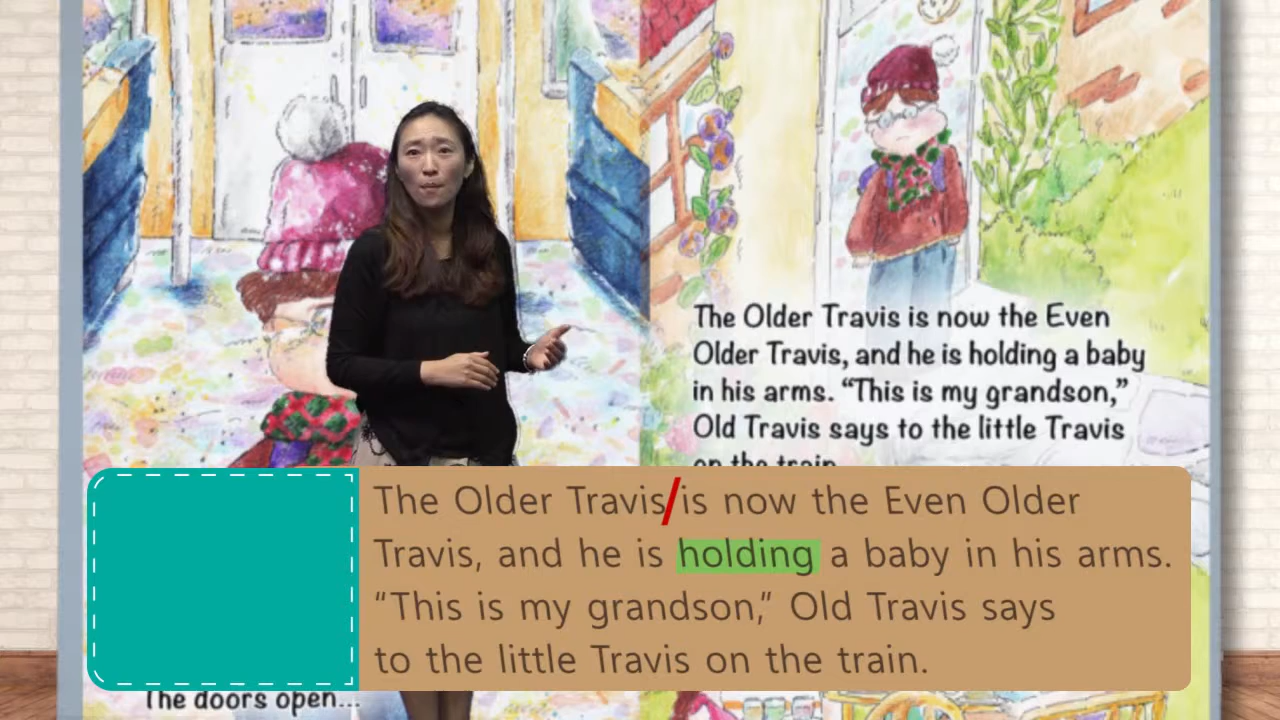 The Older Travis is now the Even
Older Travis, and he is holding a baby
in his arms. “This is my grandson,”
Old Travis says to the little Travis
on the train.
The Older Travis/is now the Even Older
Travis, and he is holding a baby in his arms.
“This is my grandson,” Old Travis says
to the little Travis on the train.
The doors open...